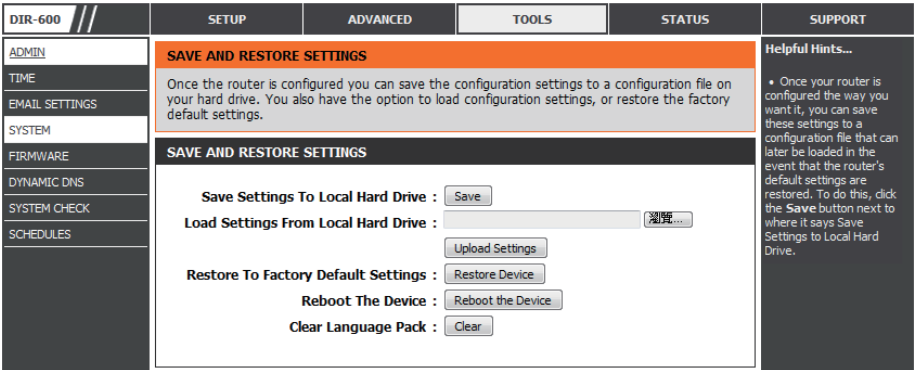 DIR-600
SETUP
ADVANCED
TOOLS
STATUS
SUPPORT
ADMIN
TIME
EMAIL SETTINGS
SYSTEM
FIRMWARE
DYNAMIC DNS
SYSTEM CHECK
SCHEDULES
SAVE AND RESTORE SETTINGS
Once the router is configured you can save the configuration settings to a configuration file on
your hard drive. You also have the option to load configuration settings, or restore the factory
default settings.
SAVE AND RESTORE SETTINGS
Save Settings To Local Hard Drive : Save
Load Settings From Local Hard Drive : 瀏覽...
Upload Settings
Restore To Factory Default Settings : Restore Device
Reboot The Device : Reboot the Device
Clear Language Pack : Clear
Helpful Hints...
• Once your router is
configured the way you
want it, you can save
these settings to a
configuration file that can
later be loaded in the
event that the router's
default settings are
restored. To do this, click
the Save button next to
where it says Save
Settings to Local Hard
Drive.